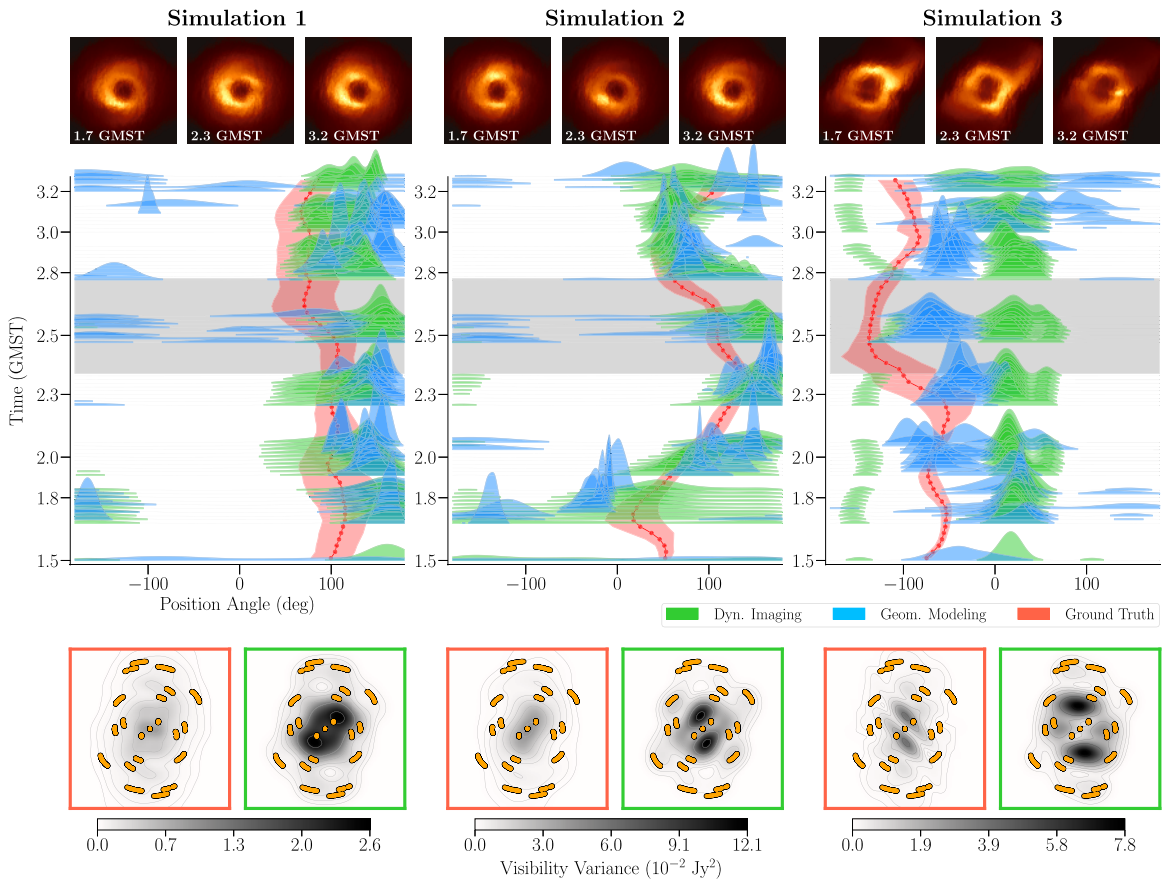 Simulation 1
Simulation 2
Simulation 3
1.7 GMST
2.3 GMST
3.2 GMST
1.7 GMST
2.3 GMST
3.2 GMST
1.7 GMST
2.3 GMST
3.2 GMST
Time (GMST)
3.2
3.0
2.8
2.5
2.3
2.0
1.8
1.5
3.2
3.0
2.8
2.5
2.3
2.0
1.8
1.5
3.2
3.0
2.8
2.5
2.3
2.0
1.8
1.5
−100 0 100
−100 0 100
−100 0 100
Position Angle (deg)
Dyn. Imaging Geom. Modeling Ground Truth
0.0 0.7 1.3 2.0 2.6
0.0 3.0 6.0 9.1 12.1
0.0 1.9 3.9 5.8 7.8
Visibility Variance (10⁻² Jy²)